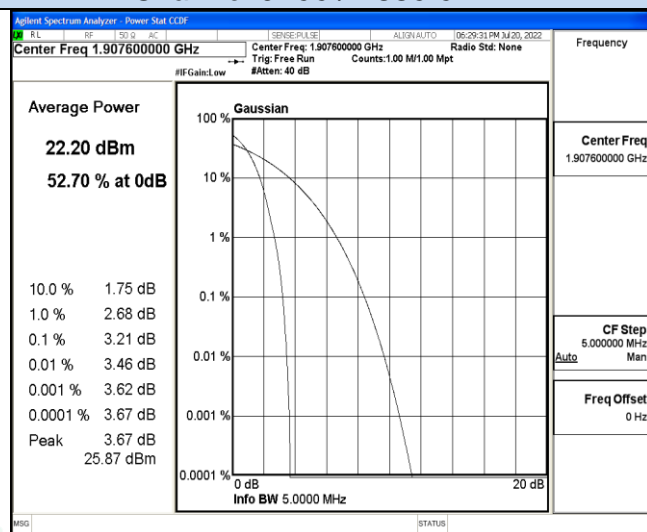 Agilent Spectrum Analyzer - Power Stat CCDF
RL RF 50 Ω AC SENSE:PULSE ALIGN AUTO 06:29:31 PM Jul 20, 2022
Center Freq 1.907600000 GHz
Center Freq: 1.907600000 GHz Radio Std: None
Trig: Free Run Counts:1.00 M/1.00 Mpt
#IFGain:Low #Atten: 40 dB
Frequency
Average Power
22.20 dBm
52.70 % at 0dB
10.0 % 1.75 dB
1.0 % 2.68 dB
0.1 % 3.21 dB
0.01 % 3.46 dB
0.001 % 3.62 dB
0.0001 % 3.67 dB
Peak 3.67 dB
25.87 dBm
Gaussian
100 %
10 %
1 %
0.1 %
0.01 %
0.001 %
0.0001 %
0 dB 20 dB
Info BW 5.0000 MHz
Center Freq
1.907600000 GHz
CF Step
5.000000 MHz
Auto Man
Freq Offset
0 Hz
MSG STATUS